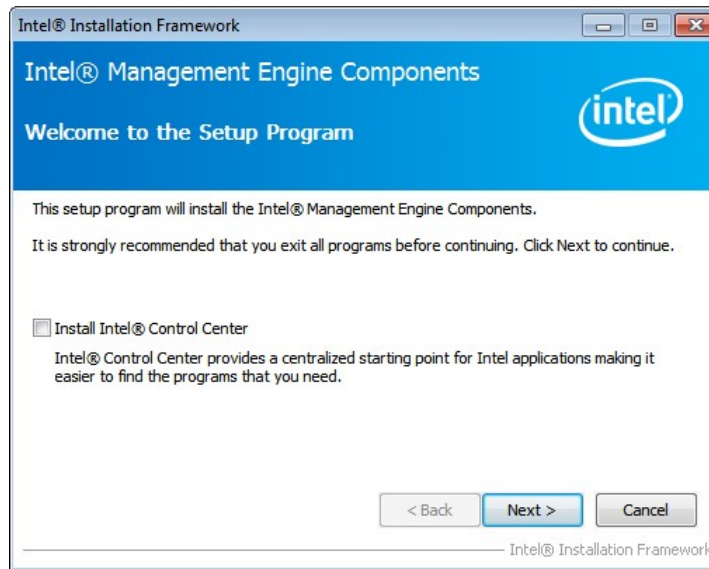 Intel® Installation Framework
Intel® Management Engine Components
intel
Welcome to the Setup Program
This setup program will install the Intel® Management Engine Components.
It is strongly recommended that you exit all programs before continuing. Click Next to continue.
Install Intel® Control Center
Intel® Control Center provides a centralized starting point for Intel applications making it
easier to find the programs that you need.
< Back Next > Cancel
Intel® Installation Framework